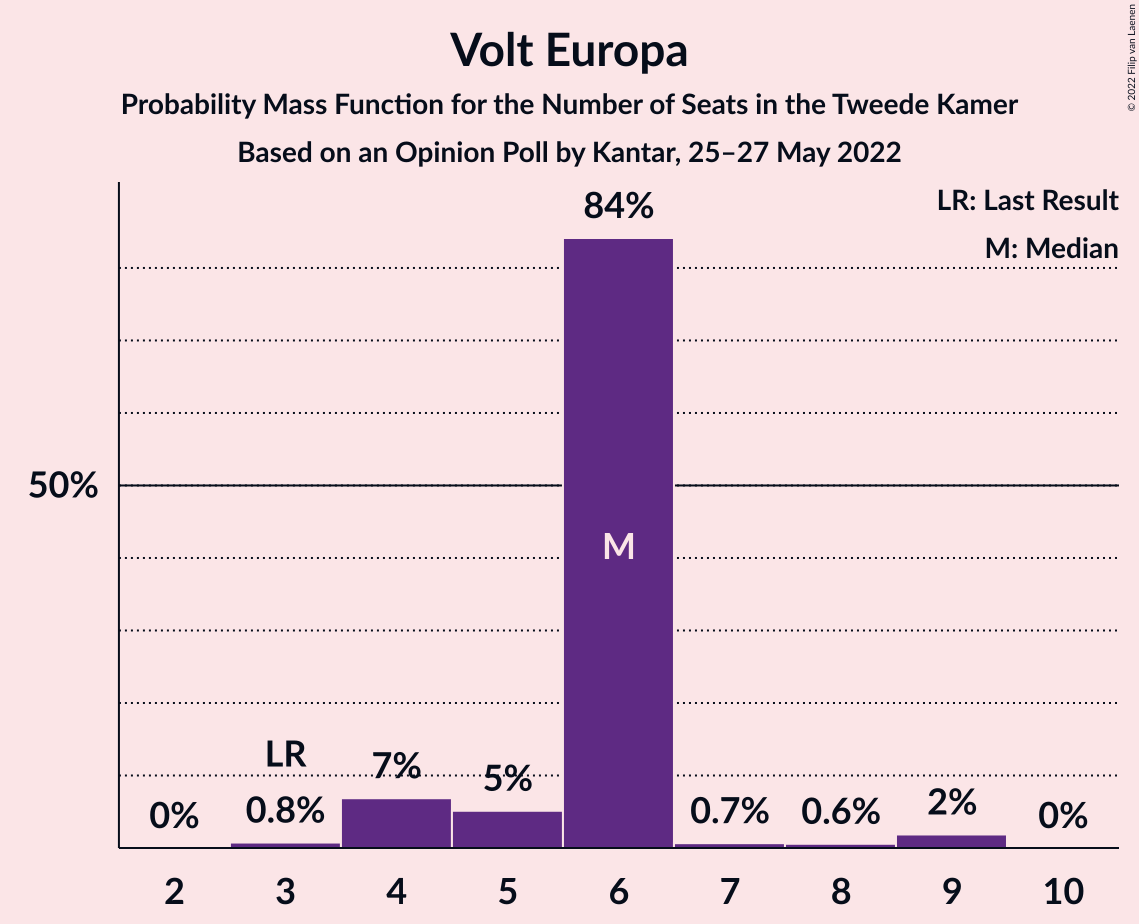 Volt Europa
Probability Mass Function for the Number of Seats in the Tweede Kamer
Based on an Opinion Poll by Kantar, 25–27 May 2022
© 2022 Filip van Laenen
LR: Last Result
M: Median
84%
50%
M
LR
0%
0.8%
7%
5%
0.7%
0.6%
2%
0%
2 3 4 5 6 7 8 9 10